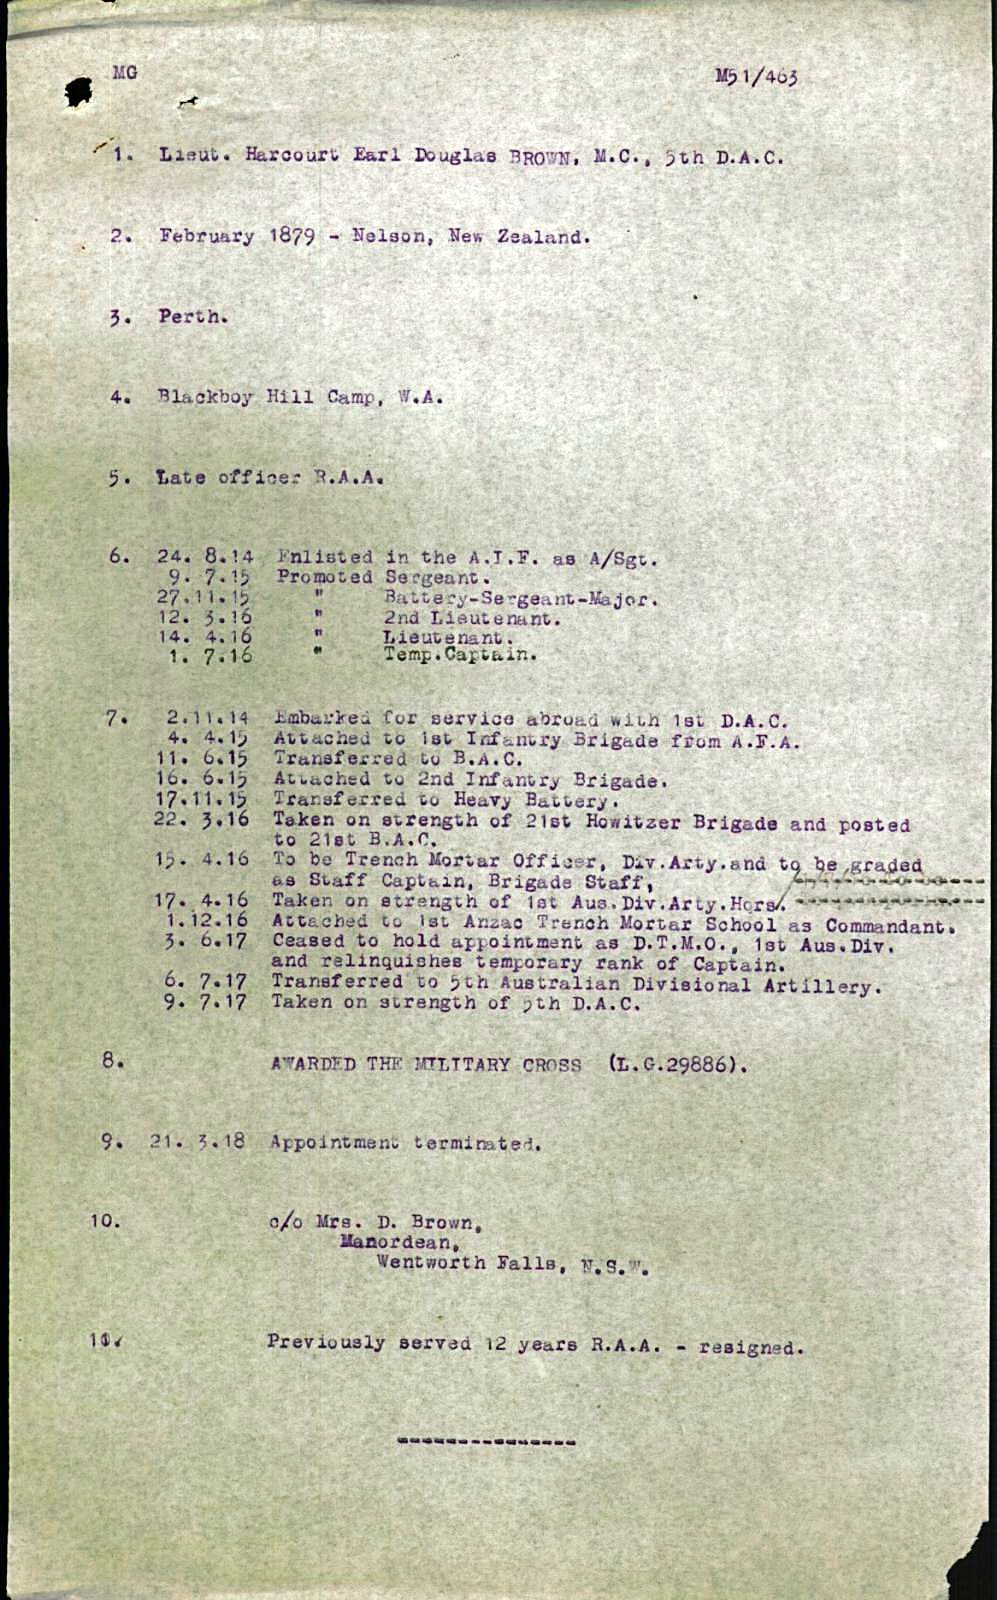 MG M51/463
1. Lieut. Harcourt Earl Douglas BROWN, M.C., 5th D.A.C.
2. February 1879 - Nelson, New Zealand.
3. Perth.
4. Blackboy Hill Camp, W.A.
5. Late officer R.A.A.
6. 24. 8.14 Enlisted in the A.I.F. as A/Sgt.
9. 7.15 Promoted Sergeant.
27.11.15 " Battery-Sergeant-Major.
12. 3.16 " 2nd Lieutenant.
14. 4.16 " Lieutenant.
1. 7.16 " Temp.Captain.
7. 2.11.14 Embarked for service abroad with 1st D.A.C.
4. 4.15 Attached to 1st Infantry Brigade from A.F.A.
11. 6.15 Transferred to B.A.C.
16. 6.15 Attached to 2nd Infantry Brigade.
17.11.15 Transferred to Heavy Battery.
22. 3.16 Taken on strength of 21st Howitzer Brigade and posted
to 21st B.A.C.
15. 4.16 To be Trench Mortar Officer, Div.Arty.and to be graded
as Staff Captain, Brigade Staff,
17. 4.16 Taken on strength of 1st Aus.Div.Arty.Hqrs.
1.12.16 Attached to 1st Anzac Trench Mortar School as Commandant.
3. 6.17 Ceased to hold appointment as D.T.M.O., 1st Aus.Div.
and relinquishes temporary rank of Captain.
6. 7.17 Transferred to 5th Australian Divisional Artillery.
9. 7.17 Taken on strength of 5th D.A.C.
8. AWARDED THE MILITARY CROSS (L.G.29886).
9. 21. 3.18 Appointment terminated.
10. c/o Mrs. D. Brown,
Manordean,
Wentworth Falls, N.S.W.
11. Previously served 12 years R.A.A. - resigned.